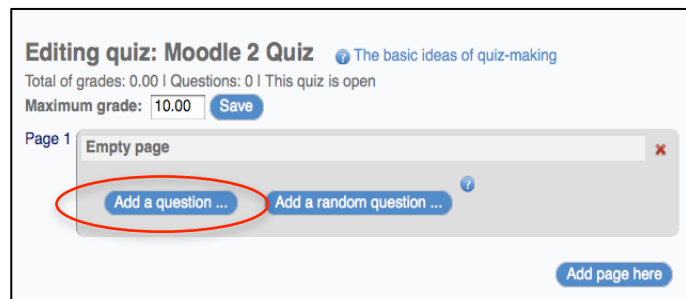 Editing quiz: Moodle 2 Quiz ? The basic ideas of quiz-making
Total of grades: 0.00 | Questions: 0 | This quiz is open
Maximum grade: 10.00 Save
Page 1 Empty page
?
Add a question ... Add a random question ...
Add page here